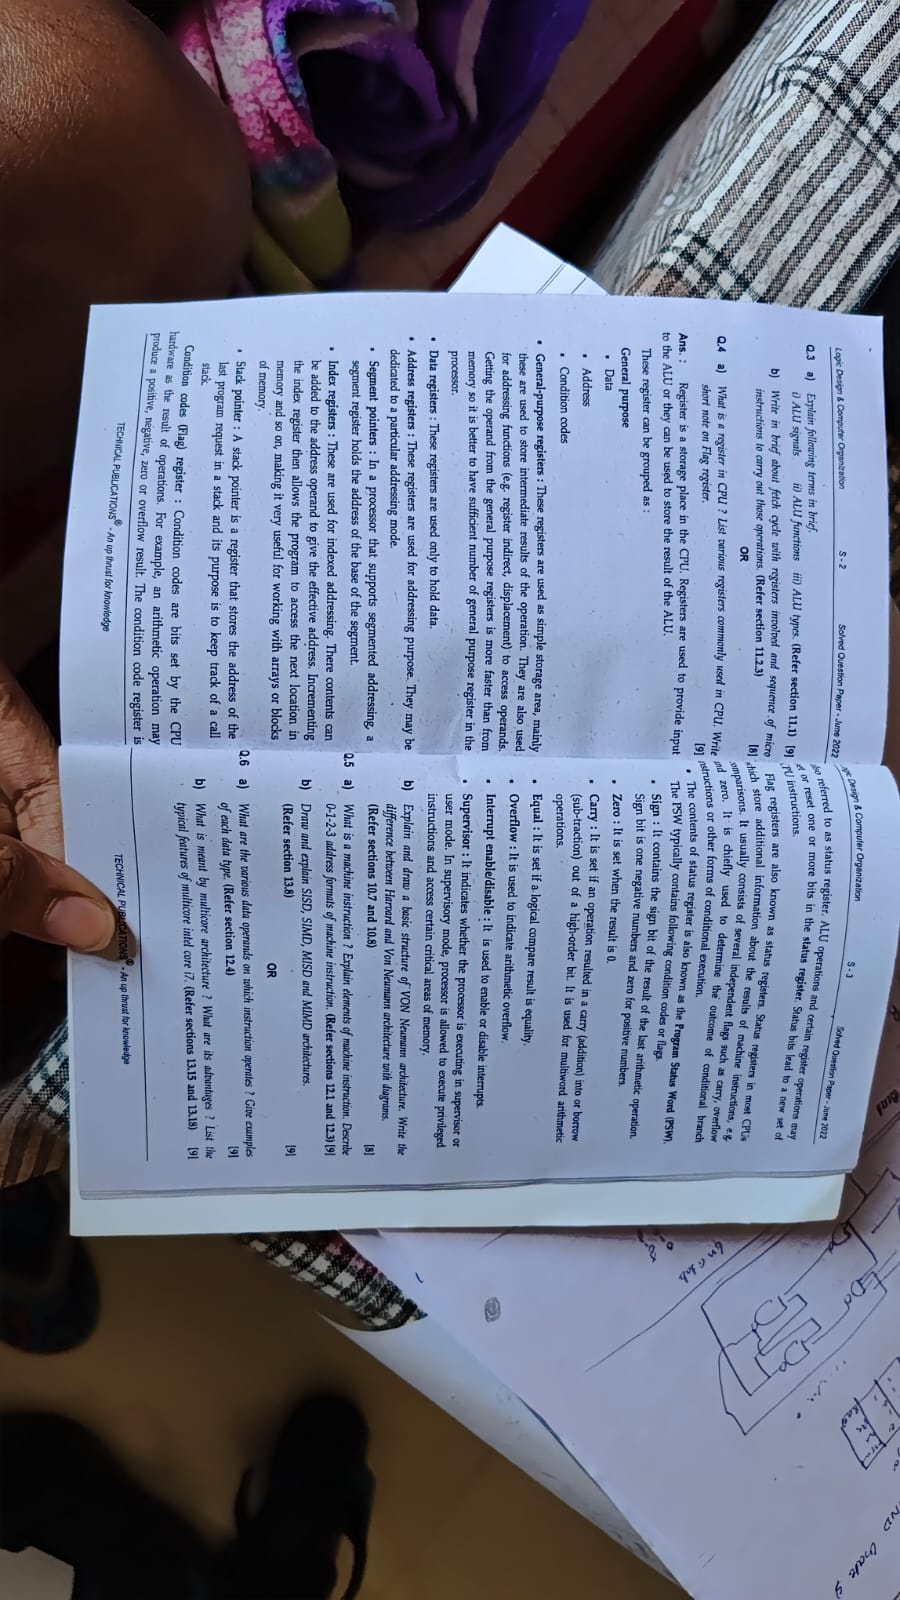 Logic Design & Computer Organization S - 2 Solved Question Paper - June 2022
Q.3 a) Explain following terms in brief.
i) ALU signals ii) ALU functions iii) ALU types. (Refer section 11.1) [9]
b) Write in brief about fetch cycle with registers involved and sequence of micro
instructions to carry out those operations. (Refer section 11.2.3) [8]
OR
Q.4 a) What is a register in CPU ? List various registers commonly used in CPU. Write
short note on Flag register. [9]
Ans. : Register is a storage place in the CPU. Registers are used to provide input
to the ALU or they can be used to store the result of the ALU.
These register can be grouped as :
General purpose
• Data
• Address
• Condition codes
• General-purpose registers : These registers are used as simple storage area, mainly
these are used to store intermediate results of the operation. They are also used
for addressing functions (e.g. register indirect, displacement) to access operands.
Getting the operand from the general purpose registers is more faster than from
memory so it is better to have sufficient number of general purpose register in the
processor.
• Data registers : These registers are used only to hold data.
• Address registers : These registers are used for addressing purpose. They may be
dedicated to a particular addressing mode.
• Segment pointers : In a processor that supports segmented addressing, a
segment register holds the address of the base of the segment.
• Index registers : These are used for indexed addressing. There contents can
be added to the address operand to give the effective address. Incrementing
the index register then allows the program to access the next location in
memory and so on, making it very useful for working with arrays or blocks
of memory.
• Stack pointer : A stack pointer is a register that stores the address of the
last program request in a stack and its purpose is to keep track of a call
stack.
Condition codes (Flag) register : Condition codes are bits set by the CPU
hardware as the result of operations. For example, an arithmetic operation may
produce a positive, negative, zero or overflow result. The condition code register is
TECHNICAL PUBLICATIONS® - An up thrust for knowledge
Design & Computer Organization S - 3 Solved Question Paper - June 2022
referred to as status register. ALU operations and certain register operations may
or reset one or more bits in the status register. Status bits lead to a new set of
CPU instructions.
Flag registers are also known as status registers. Status registers in most CPUs
which store additional information about the results of machine instructions, e.g.
comparisons. It usually consists of several independent flags such as carry, overflow
and zero. It is chiefly used to determine the outcome of conditional branch
instructions or other forms of conditional execution.
• The contents of status register is also known as the Program Status Word (PSW).
The PSW typically contains following condition codes or flags.
• Sign : It contains the sign bit of the result of the last arithmetic operation.
Sign bit is one negative numbers and zero for positive numbers.
• Zero : It is set when the result is 0.
• Carry : It is set if an operation resulted in a carry (addition) into or borrow
(sub-traction) out of a high-order bit. It is used for multiword arithmetic
operations.
• Equal : It is set if a logical compare result is equality.
• Overflow : It is used to indicate arithmetic overflow.
• Interrupt enable/disable : It is used to enable or disable interrupts.
• Supervisor : It indicates whether the processor is executing in supervisor or
user mode. In supervisory mode, processor is allowed to execute privileged
instructions and access certain critical areas of memory.
b) Explain and draw a basic structure of VON Neumann architecture. Write the
difference between Harvard and Von Neumann architecture with diagrams.
(Refer sections 10.7 and 10.8) [8]
Q.5 a) What is a machine instruction ? Explain elements of machine instruction. Describe
0-1-2-3 address formats of machine instruction. (Refer sections 12.1 and 12.3) [9]
b) Draw and explain SISD, SIMD, MISD and MIMD architectures.
(Refer section 13.8) [9]
OR
Q.6 a) What are the various data operands on which instruction operates ? Give examples
of each data type. (Refer section 12.4) [9]
b) What is meant by multicore architecture ? What are its advantages ? List the
typical features of multicore intel core i7. (Refer sections 13.15 and 13.18) [9]
TECHNICAL PUBLICATIONS® - An up thrust for knowledge